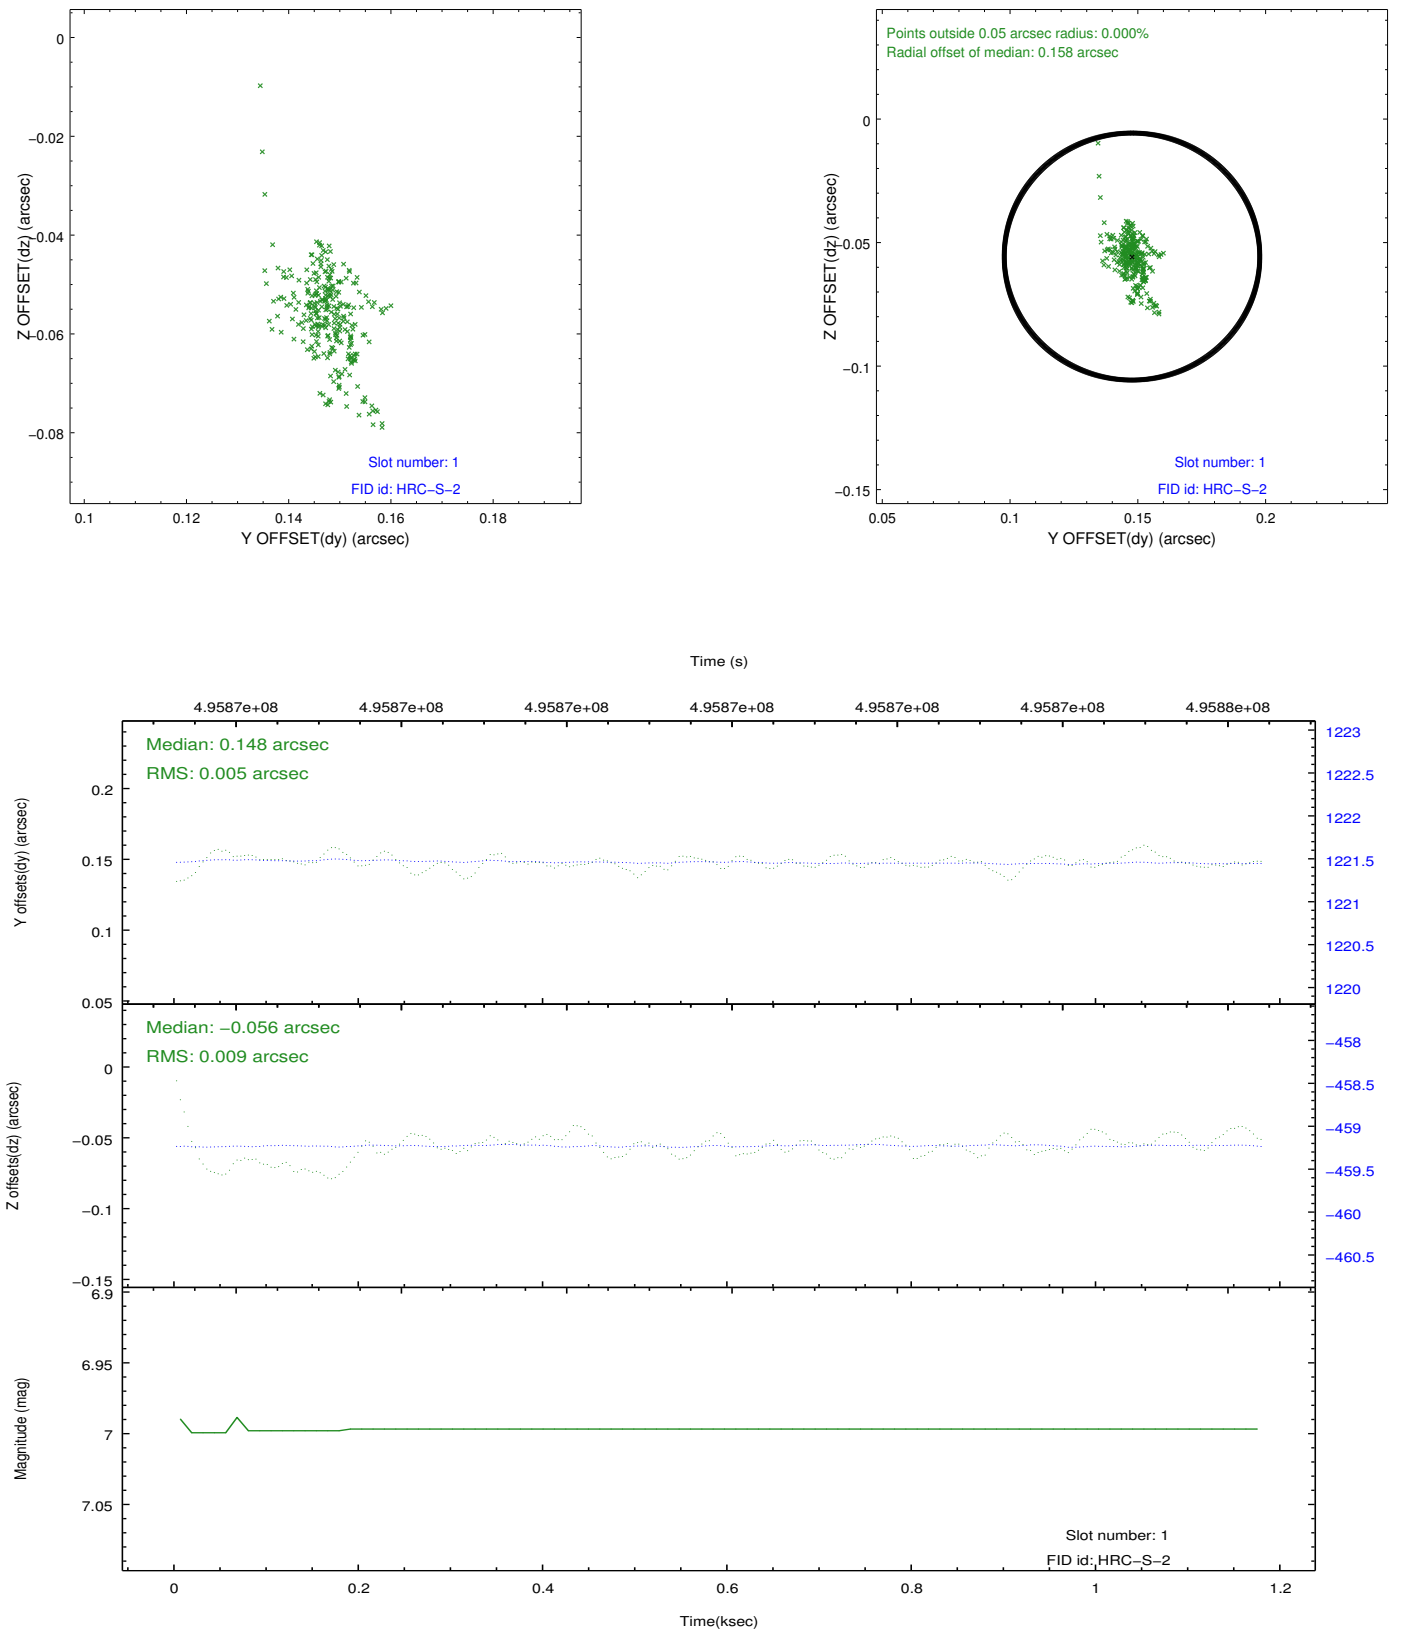 0
−0.02
−0.04
−0.06
−0.08
Z OFFSET(dz) (arcsec)
Slot number: 1
FID id: HRC−S−2
0.1 0.12 0.14 0.16 0.18
Y OFFSET(dy) (arcsec)
Points outside 0.05 arcsec radius: 0.000%
Radial offset of median: 0.158 arcsec
0
−0.05
−0.1
−0.15
Z OFFSET(dz) (arcsec)
Slot number: 1
FID id: HRC−S−2
0.05 0.1 0.15 0.2
Y OFFSET(dy) (arcsec)
Time (s)
4.9587e+08 4.9587e+08 4.9587e+08 4.9587e+08 4.9587e+08 4.9587e+08 4.9588e+08
Median: 0.148 arcsec
RMS: 0.005 arcsec
0.2
0.15
0.1
0.05
Y offsets(dy) (arcsec)
1223
1222.5
1222
1221.5
1221
1220.5
1220
Median: −0.056 arcsec
RMS: 0.009 arcsec
0
−0.05
−0.1
−0.15
Z offsets(dz) (arcsec)
−458
−458.5
−459
−459.5
−460
−460.5
6.9
6.95
7
7.05
Magnitude (mag)
Slot number: 1
FID id: HRC−S−2
0 0.2 0.4 0.6 0.8 1 1.2
Time(ksec)